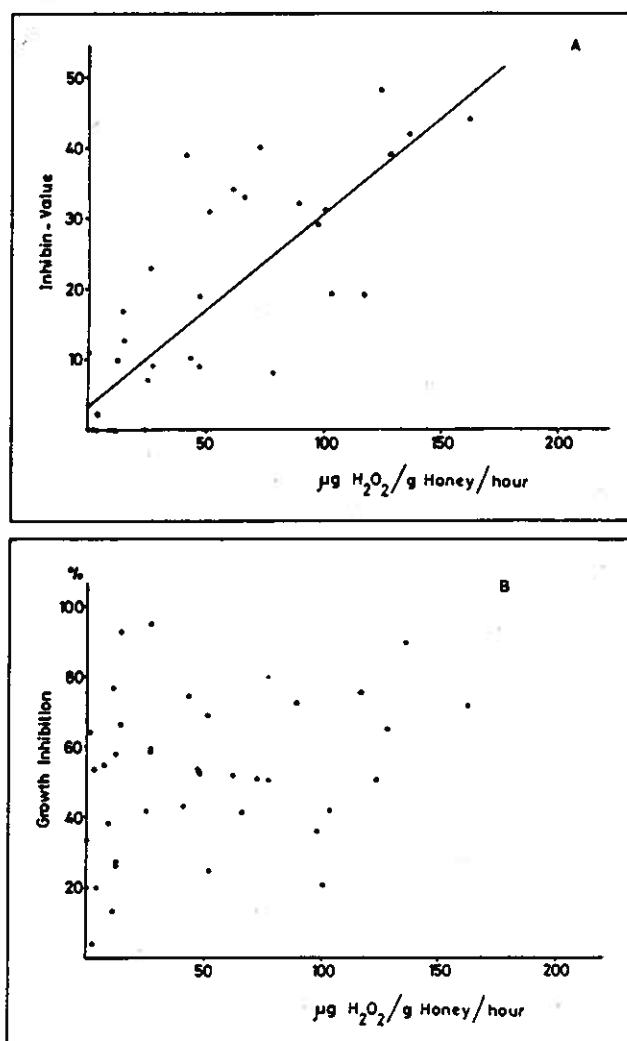 A
50
40
30
20
10
Inhibin - Value
50 100 150 200
µg H₂O₂/g Honey/hour
%
B
100
80
60
40
20
Growth Inhibition
50 100 150 200
µg H₂O₂/g Honey/hour